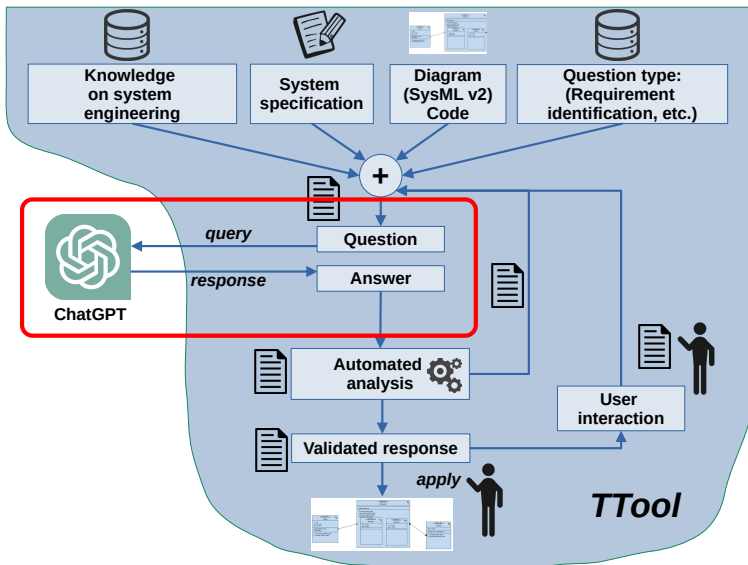 Knowledge
on system
engineering
System
specification
Diagram
(SysML v2)
Code
Question type:
(Requirement
identification, etc.)
+
query
Question
response
Answer
ChatGPT
Automated
analysis
User
interaction
Validated response
apply
TTool